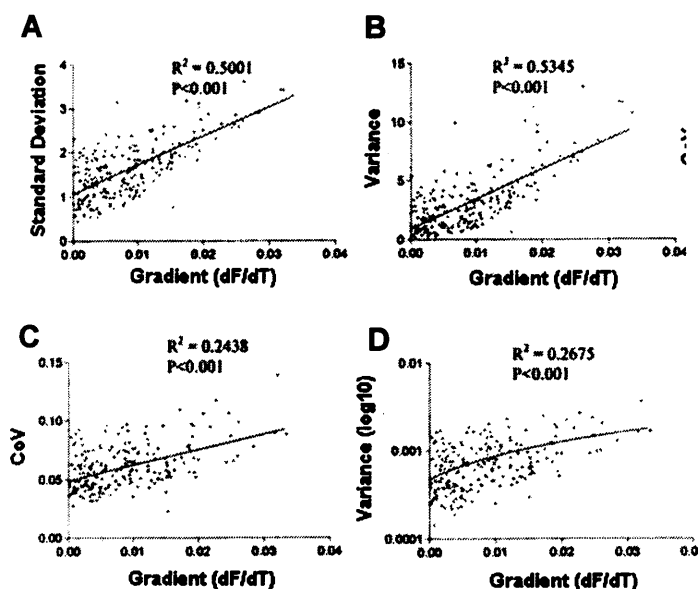 A
R² = 0.5001
P<0.001
Standard Deviation
4
3
2
1
0
0.00 0.01 0.02 0.03 0.04
Gradient (dF/dT)
B
R³ = 0.5345
P<0.001
Variance
15
10
5
0
0.00 0.01 0.02 0.03 0.04
Gradient (dF/dT)
C
R² = 0.2438
P<0.001
CoV
0.15
0.10
0.05
0.00
0.00 0.01 0.02 0.03 0.04
Gradient (dF/dT)
D
R² = 0.2675
P<0.001
Variance (log10)
0.01
0.001
0.0001
0.00 0.01 0.02 0.03
Gradient (dF/dT)